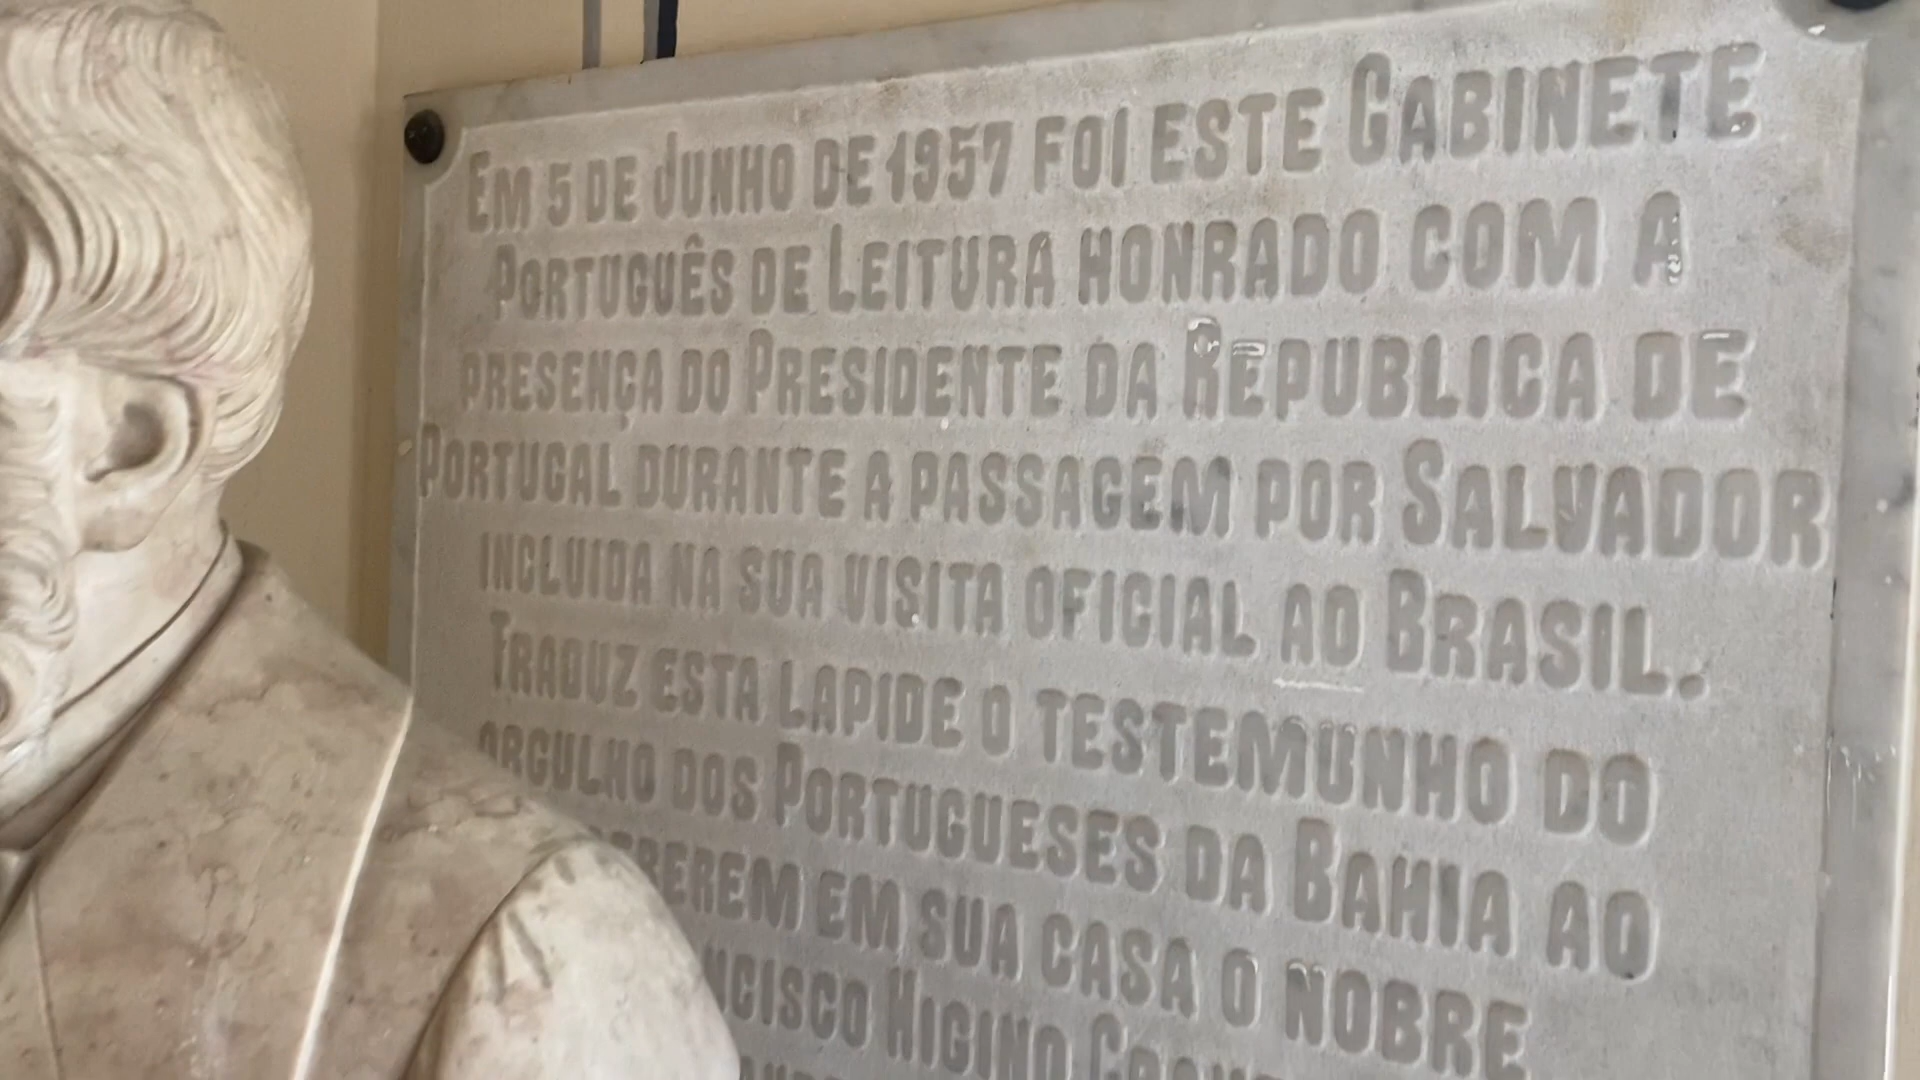 EM 5 DE JUNHO DE 1957 FOI ESTE GABINETE
PORTUGUÊS DE LEITURA HONRADO COM A
PRESENÇA DO PRESIDENTE DA REPUBLICA DE
PORTUGAL DURANTE A PASSAGEM POR SALVADOR
INCLUIDA NA SUA VISITA OFICIAL AO BRASIL.
TRADUZ ESTA LAPIDE O TESTEMUNHO DO
ORGULHO DOS PORTUGUESES DA BAHIA AO
EM SUA CASA O NOBRE
HIGINO